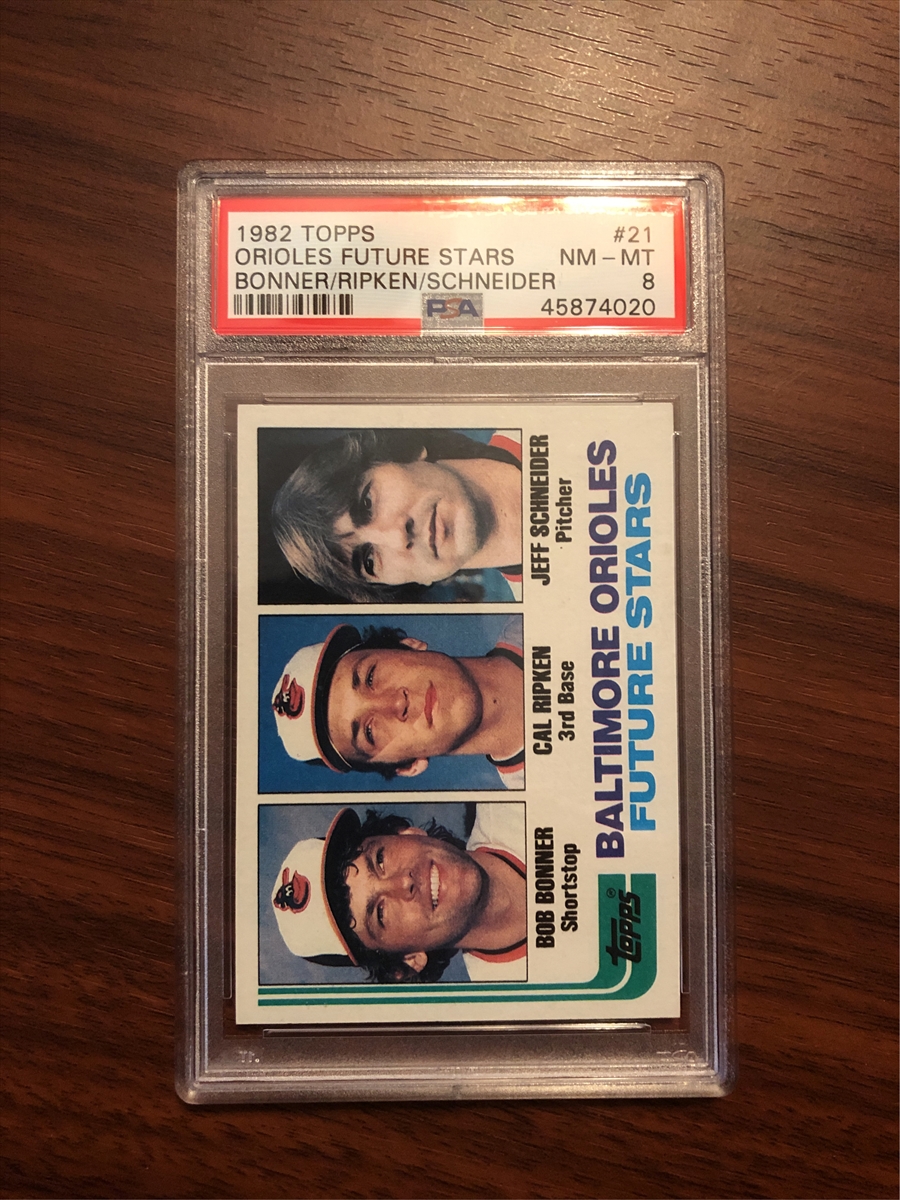 1982 TOPPS #21
ORIOLES FUTURE STARS NM - MT
BONNER/RIPKEN/SCHNEIDER 8
PSA 45874020
BOB BONNER
Shortstop
CAL RIPKEN
3rd Base
JEFF SCHNEIDER
Pitcher
topps®
BALTIMORE ORIOLES
FUTURE STARS